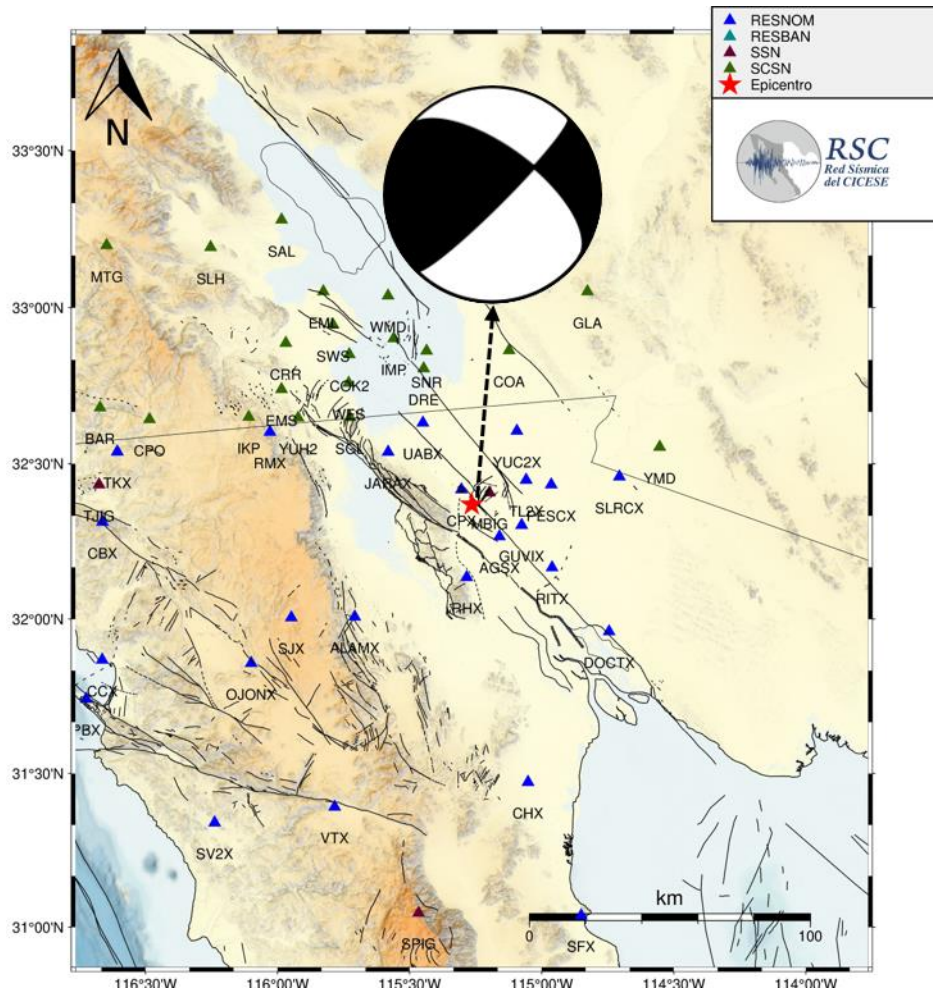 RESNOM
RESBAN
SSN
SCSN
Epicentro
RSC
Red Sísmica
del CICESE
N
33°30'N
SAL
MTG
SLH
33°00'N
EML
WMD
GLA
SWS
IMP
CRR
COK2
SNR
COA
DRE
EMS
WES
BAR
CPO
IKP
YUH2
SGL
UABX
RMX
YUC2X
32°30'N
TKX
JARAX
YMD
TL2X
PESCX
SLRCX
TJIG
CPX
MBIG
CBX
GUVIX
AGSX
RHX
RITX
32°00'N
SJX
ALAMX
DOCTX
CCX
OJONX
PBX
31°30'N
CHX
VTX
SV2X
km
31°00'N
0
100
SPIG
SFX
116°30'W
116°00'W
115°30'W
115°00'W
114°30'W
114°00'W